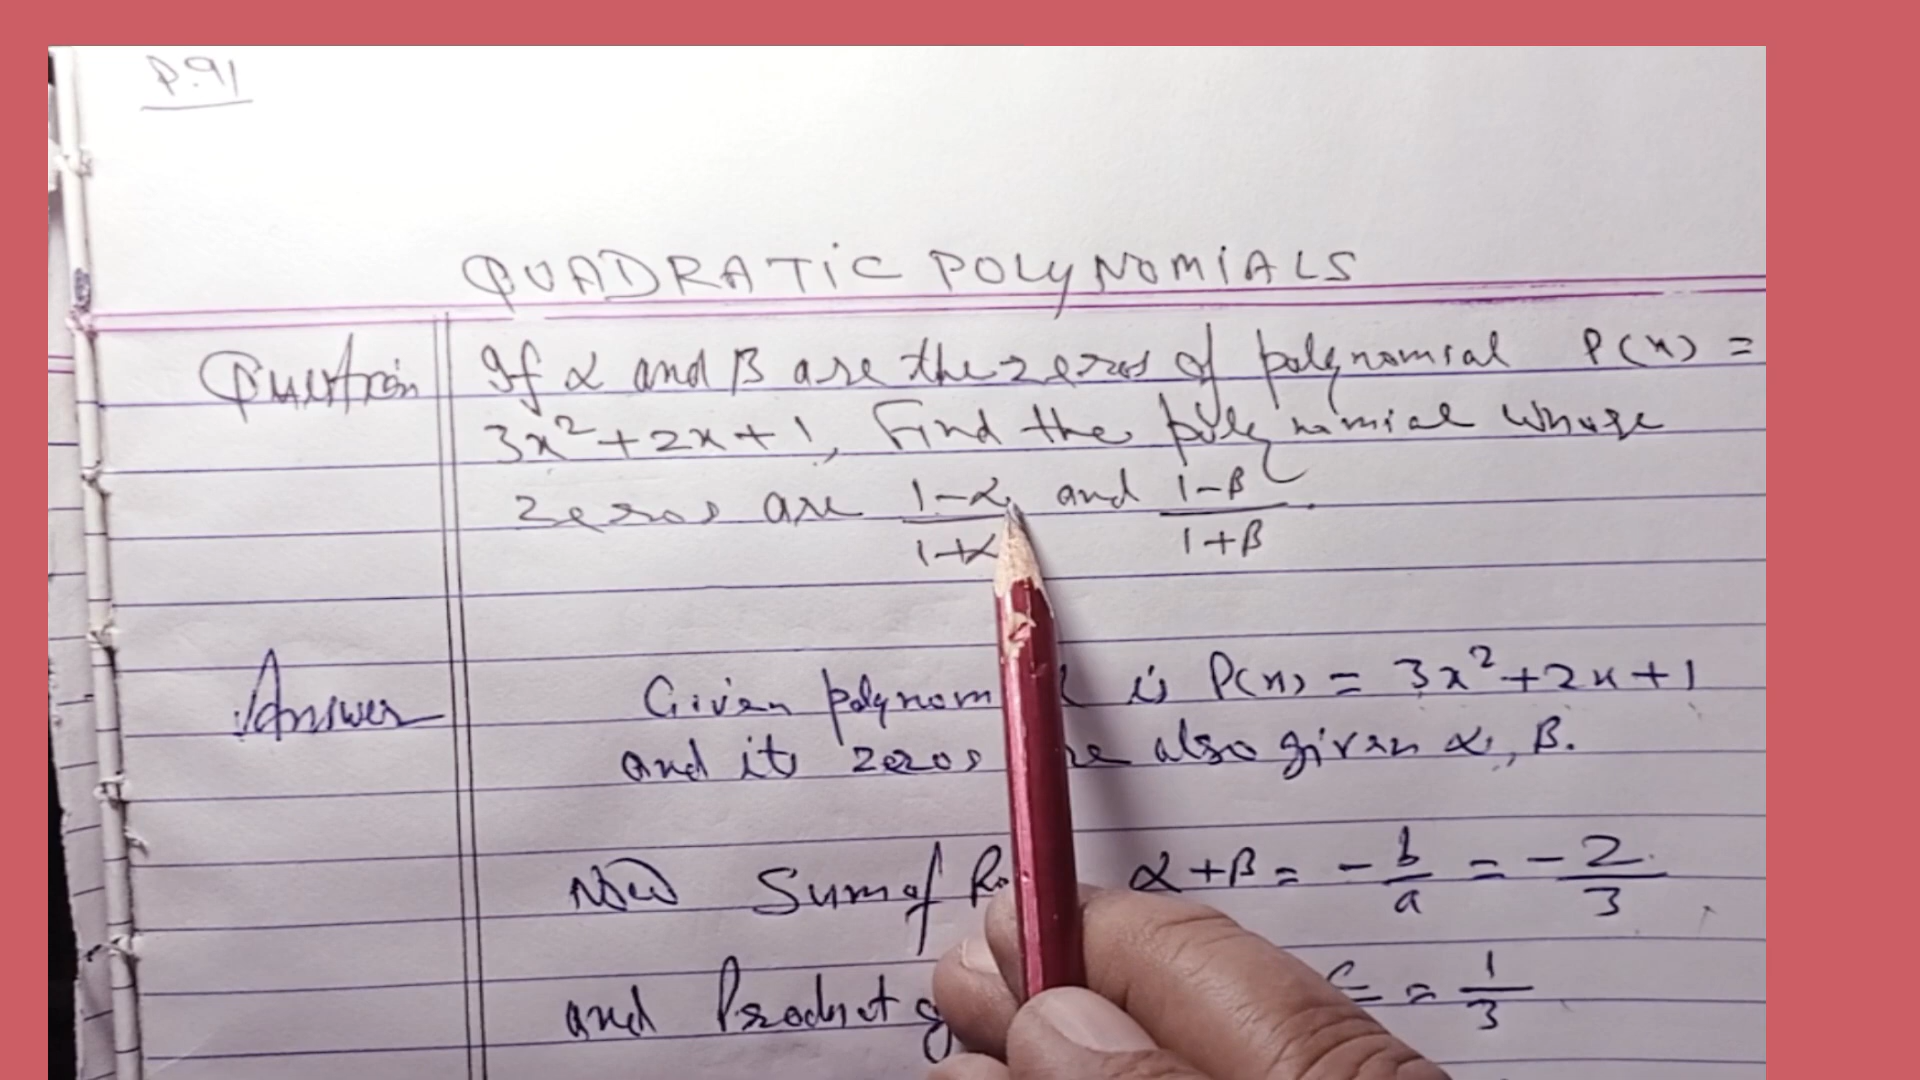 P.91
QUADRATIC POLYNOMIALS
Question If α and β are the zeros of polynomial P(x) =
3x²+2x+1, Find the polynomial whose
zeros are (1-α)/(1+α) and (1-β)/(1+β).
Answer Given is P(x) = 3x²+2x+1
and its zeros also given α, β.
Now Sum of α+β = -b/a = -2/3
and Product = 1/3